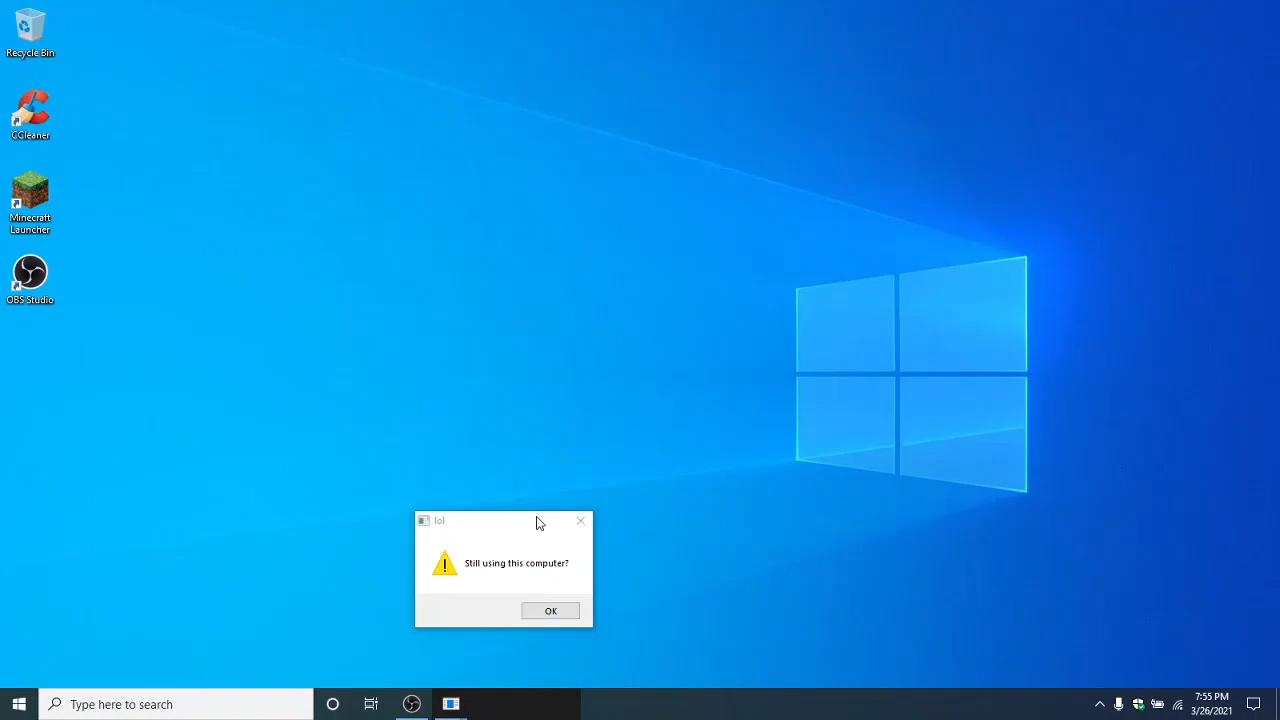 Recycle Bin
CCleaner
Minecraft
Launcher
OBS Studio
lol
Still using this computer?
OK
Type here to search
7:55 PM
3/26/2021